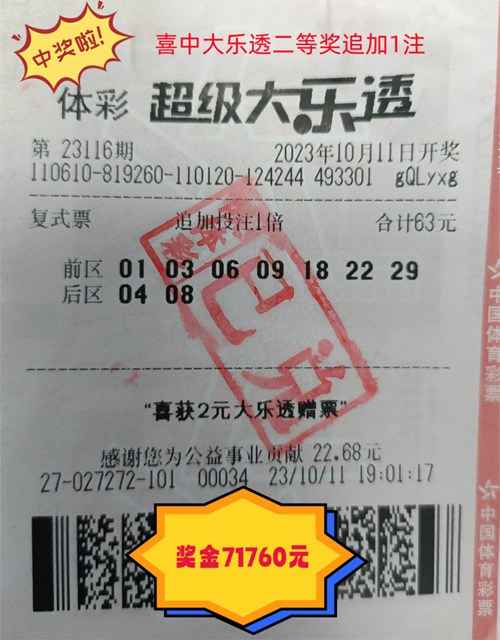 中奖啦!
喜中大乐透二等奖追加1注
体彩 超级大乐透
第 23116期 2023年10月11日开奖
110610-819260-110120-124244 493301 gQLyxg
复式票 追加投注1倍 合计63元
前区 01 03 06 09 18 22 29
后区 04 08
体彩
已兑
“喜获2元大乐透赠票”
感谢您为公益事业贡献 22.68元
27-027272-101 00034 23/10/11 19:01:17
奖金71760元
中国体育彩票
中国体育彩票